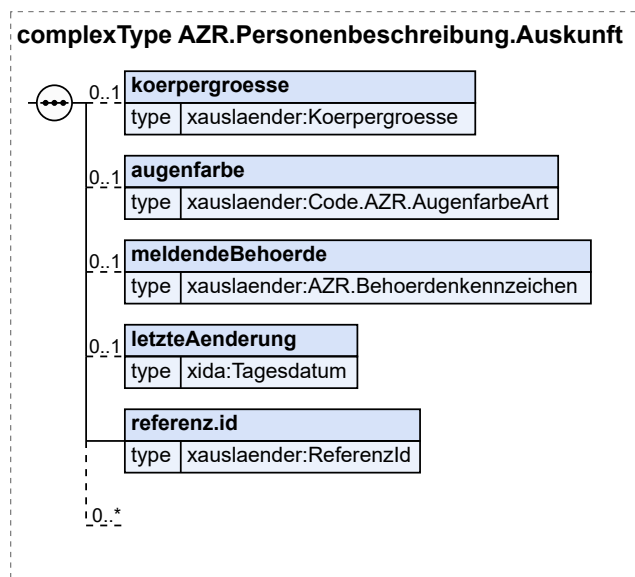 complexType AZR.Personenbeschreibung.Auskunft
0..1 koerpergroesse
type xauslaender:Koerpergroesse
0..1 augenfarbe
type xauslaender:Code.AZR.AugenfarbeArt
0..1 meldendeBehoerde
type xauslaender:AZR.Behoerdenkennzeichen
0..1 letzteAenderung
type xida:Tagesdatum
referenz.id
type xauslaender:ReferenzId
0..*